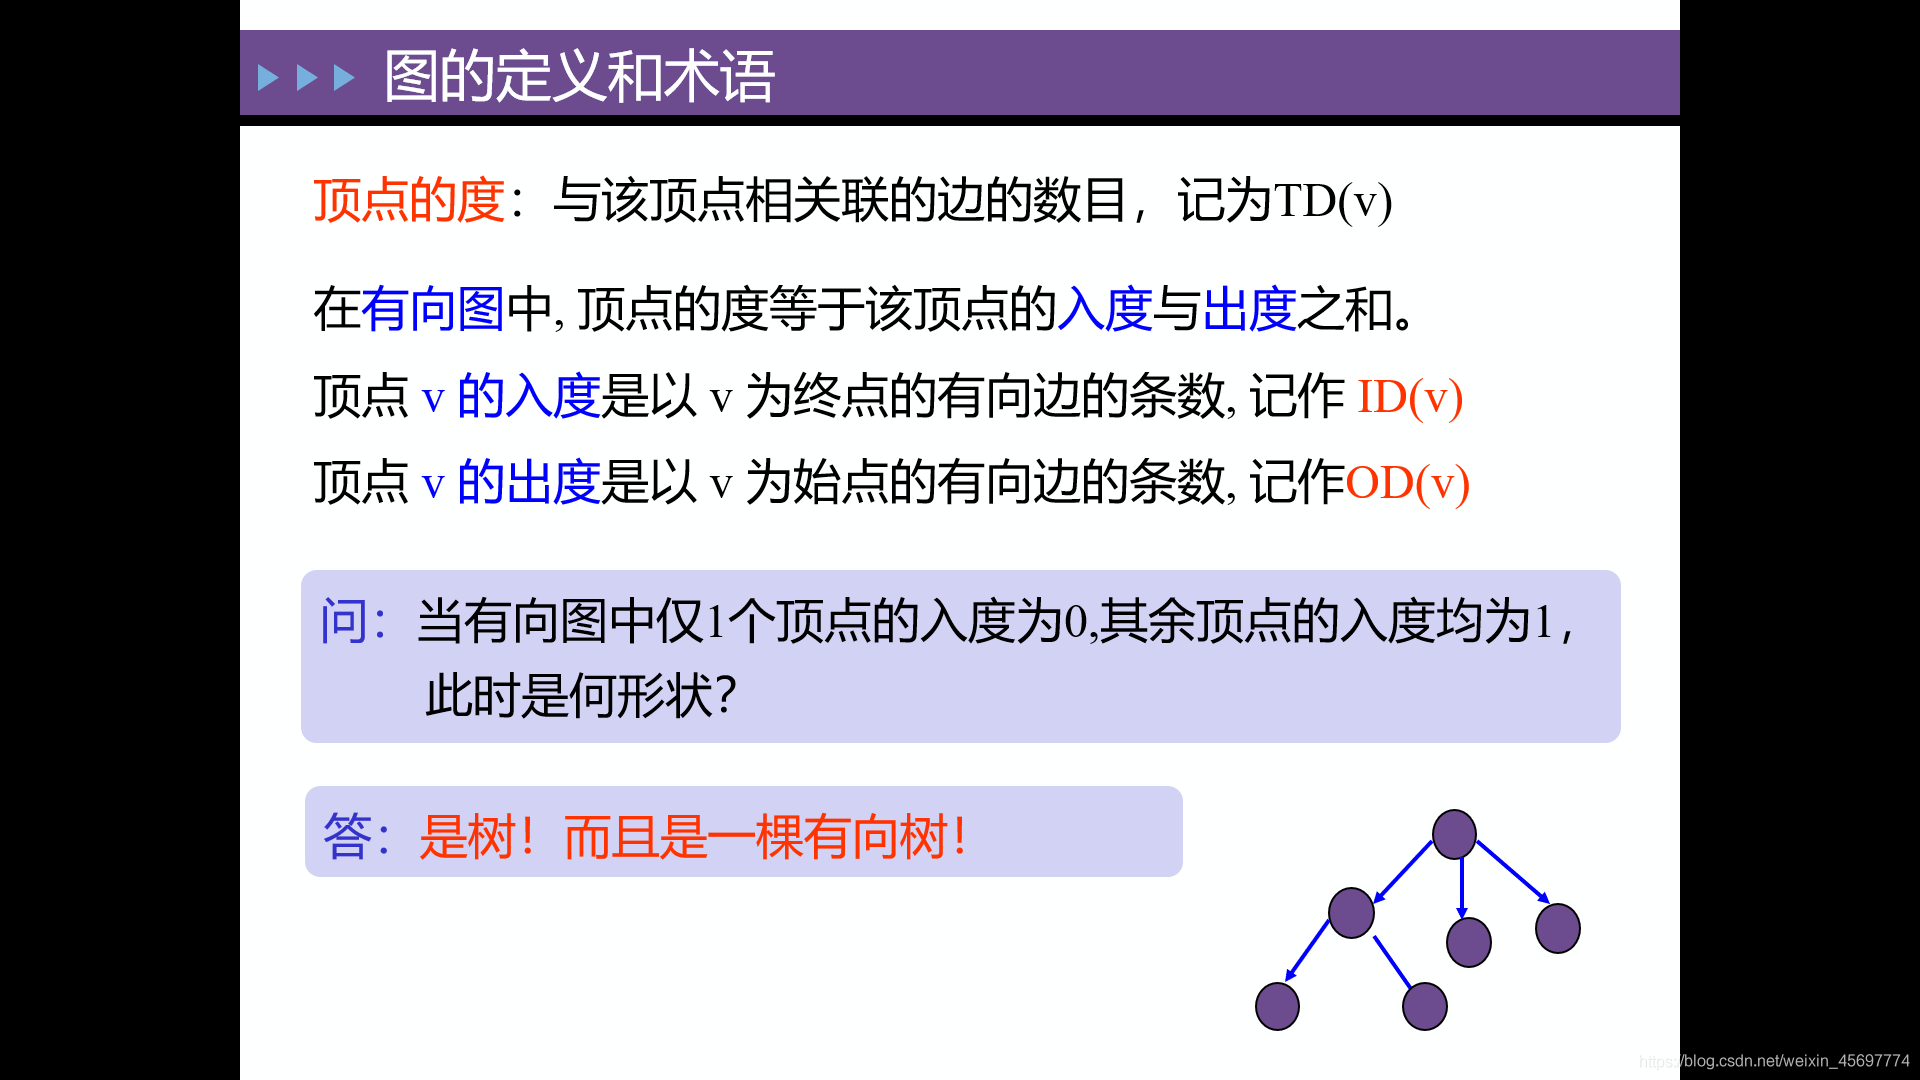 图的定义和术语
顶点的度：与该顶点相关联的边的数目，记为TD(v)
在有向图中, 顶点的度等于该顶点的入度与出度之和。
顶点 v 的入度是以 v 为终点的有向边的条数, 记作 ID(v)
顶点 v 的出度是以 v 为始点的有向边的条数, 记作OD(v)
问：当有向图中仅1个顶点的入度为0,其余顶点的入度均为1，
此时是何形状？
答：是树！而且是一棵有向树！
https://blog.csdn.net/weixin_45697774